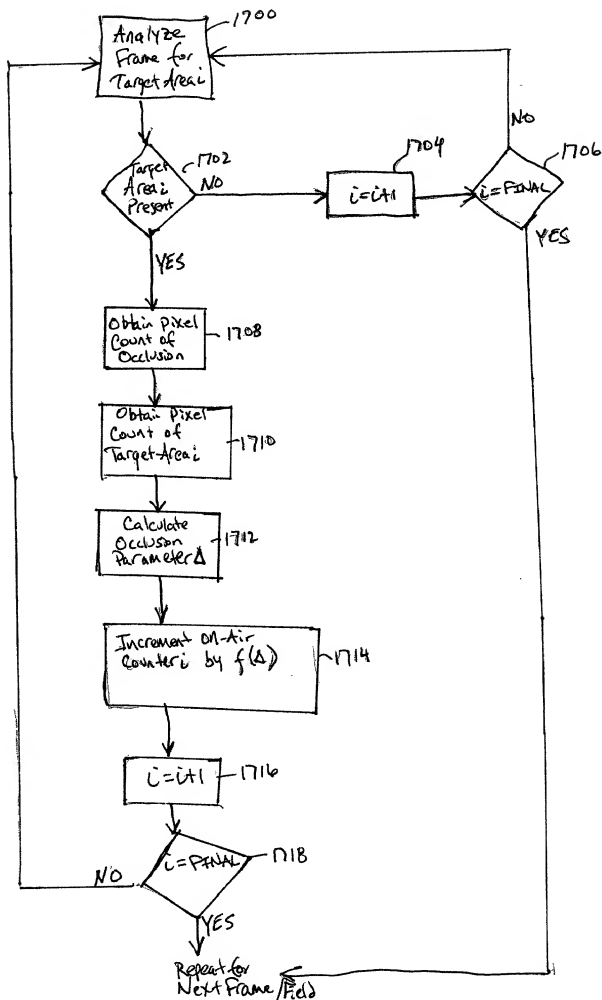 1700
Analyze
Frame for
Target Area i
1702
Target
Area i
Present
NO
1704
i=i+1
NO
1706
i=FINAL
YES
YES
Obtain Pixel
Count of
Occlusion
1708
Obtain Pixel
Count of
Target Area i
1710
Calculate
Occlusion
Parameter Δ
1712
Increment On-Air
Counter i by f(Δ)
1714
i=i+1
1716
i=FINAL
1718
NO
YES
Repeat for
Next Frame/Field